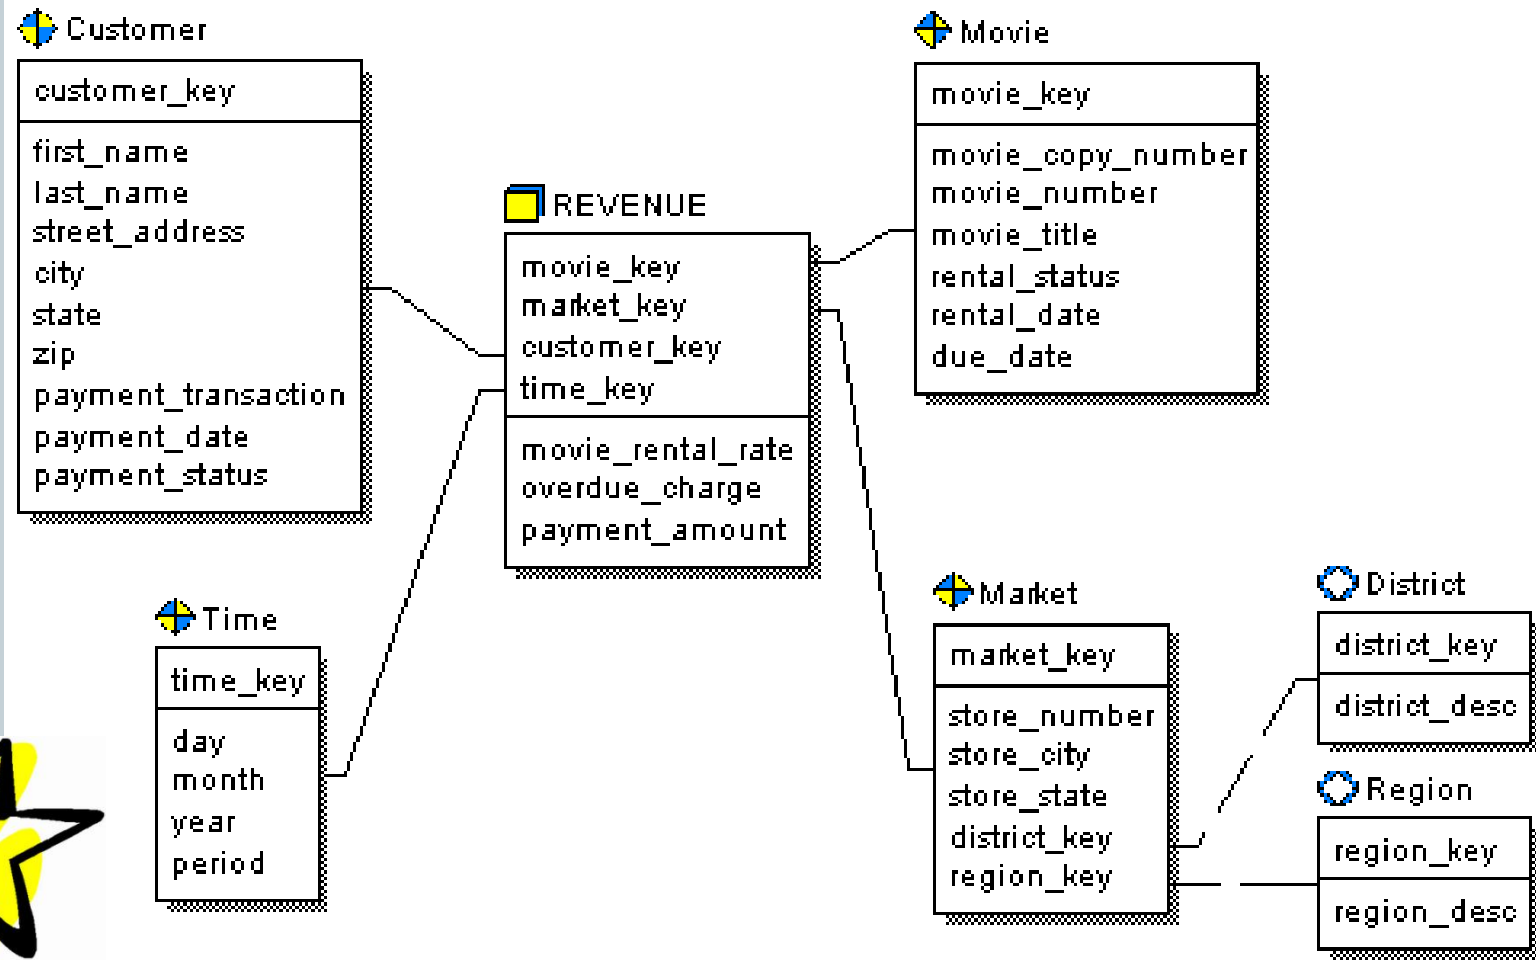 Customer
customer_key
first_name
last_name
street_address
city
state
zip
payment_transaction
payment_date
payment_status
REVENUE
movie_key
market_key
customer_key
time_key
movie_rental_rate
overdue_charge
payment_amount
Movie
movie_key
movie_copy_number
movie_number
movie_title
rental_status
rental_date
due_date
Time
time_key
day
month
year
period
Market
market_key
store_number
store_city
store_state
district_key
region_key
District
district_key
district_desc
Region
region_key
region_desc